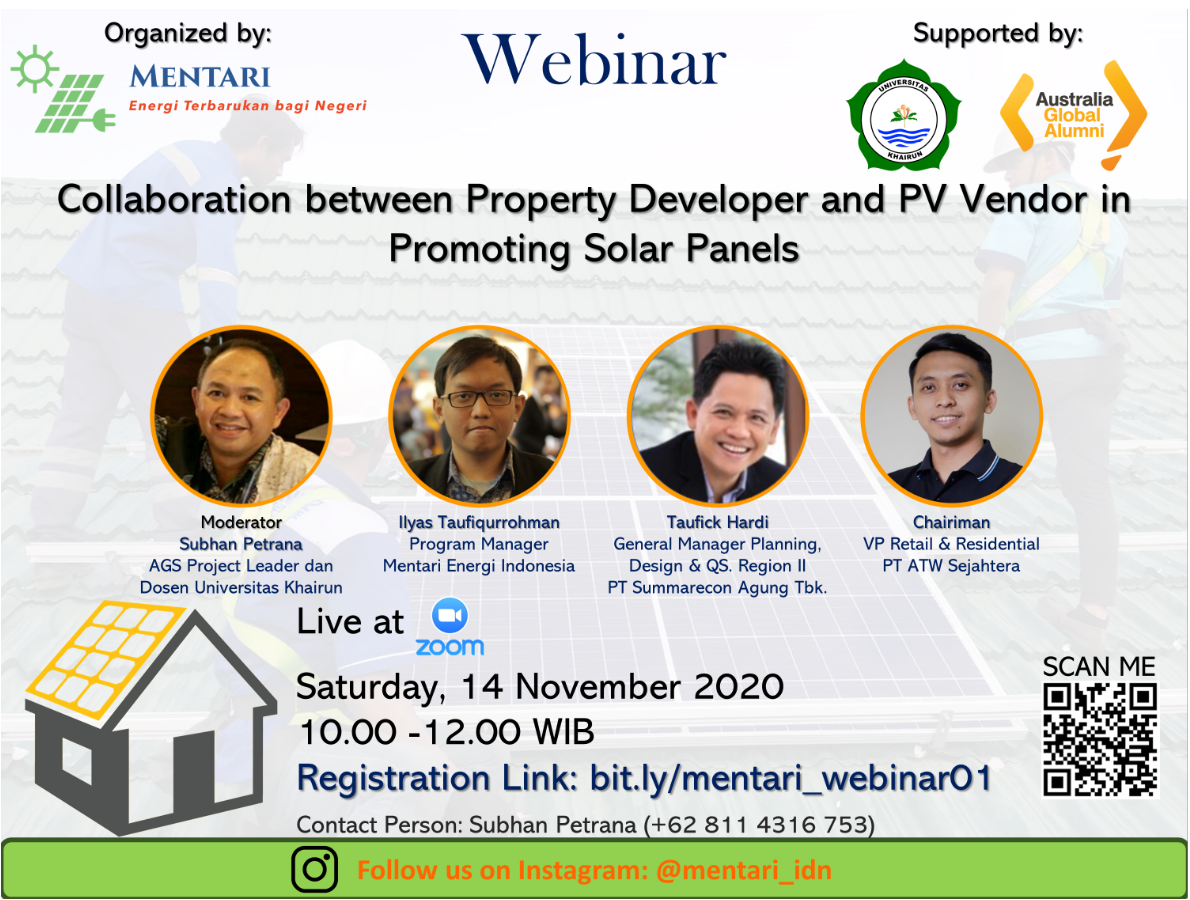 Organized by:
MENTARI
Energi Terbarukan bagi Negeri
Webinar
Supported by:
UNIVERSITAS
KHAIRUN
Australia
Global
Alumni
Collaboration between Property Developer and PV Vendor in
Promoting Solar Panels
Moderator
Subhan Petrana
AGS Project Leader dan
Dosen Universitas Khairun
Ilyas Taufiqurrohman
Program Manager
Mentari Energi Indonesia
Taufick Hardi
General Manager Planning,
Design & QS. Region II
PT Summarecon Agung Tbk.
Chairiman
VP Retail & Residential
PT ATW Sejahtera
Live at
zoom
Saturday, 14 November 2020
10.00 -12.00 WIB
Registration Link: bit.ly/mentari_webinar01
Contact Person: Subhan Petrana (+62 811 4316 753)
SCAN ME
Follow us on Instagram: @mentari_idn